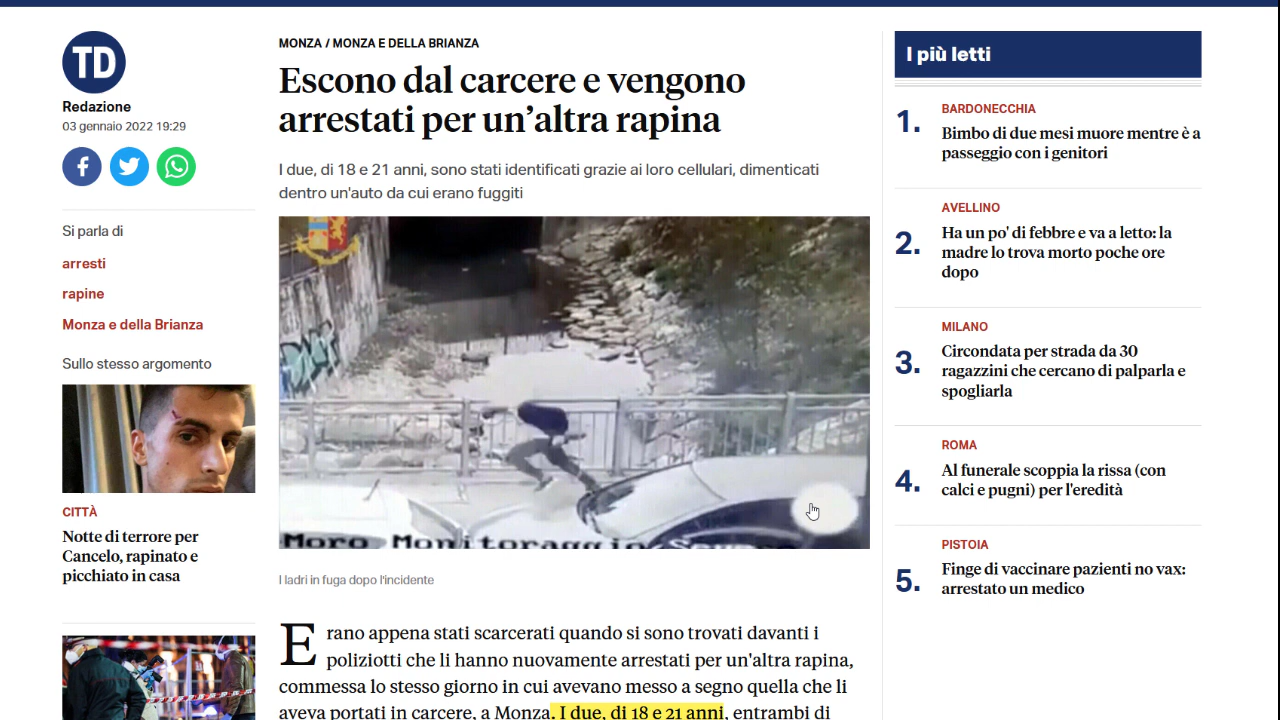 TD
Redazione
03 gennaio 2022 19:29
Si parla di
arresti
rapine
Monza e della Brianza
Sullo stesso argomento
CITTÀ
Notte di terrore per
Cancelo, rapinato e
picchiato in casa
MONZA / MONZA E DELLA BRIANZA
Escono dal carcere e vengono
arrestati per un’altra rapina
I due, di 18 e 21 anni, sono stati identificati grazie ai loro cellulari, dimenticati
dentro un'auto da cui erano fuggiti
Moro Monitoraggio Severo
I ladri in fuga dopo l'incidente
Erano appena stati scarcerati quando si sono trovati davanti i
poliziotti che li hanno nuovamente arrestati per un'altra rapina,
commessa lo stesso giorno in cui avevano messo a segno quella che li
aveva portati in carcere, a Monza. I due, di 18 e 21 anni, entrambi di
I più letti
1.
BARDONECCHIA
Bimbo di due mesi muore mentre è a
passeggio con i genitori
2.
AVELLINO
Ha un po' di febbre e va a letto: la
madre lo trova morto poche ore
dopo
3.
MILANO
Circondata per strada da 30
ragazzini che cercano di palparla e
spogliarla
4.
ROMA
Al funerale scoppia la rissa (con
calci e pugni) per l'eredità
5.
PISTOIA
Finge di vaccinare pazienti no vax:
arrestato un medico